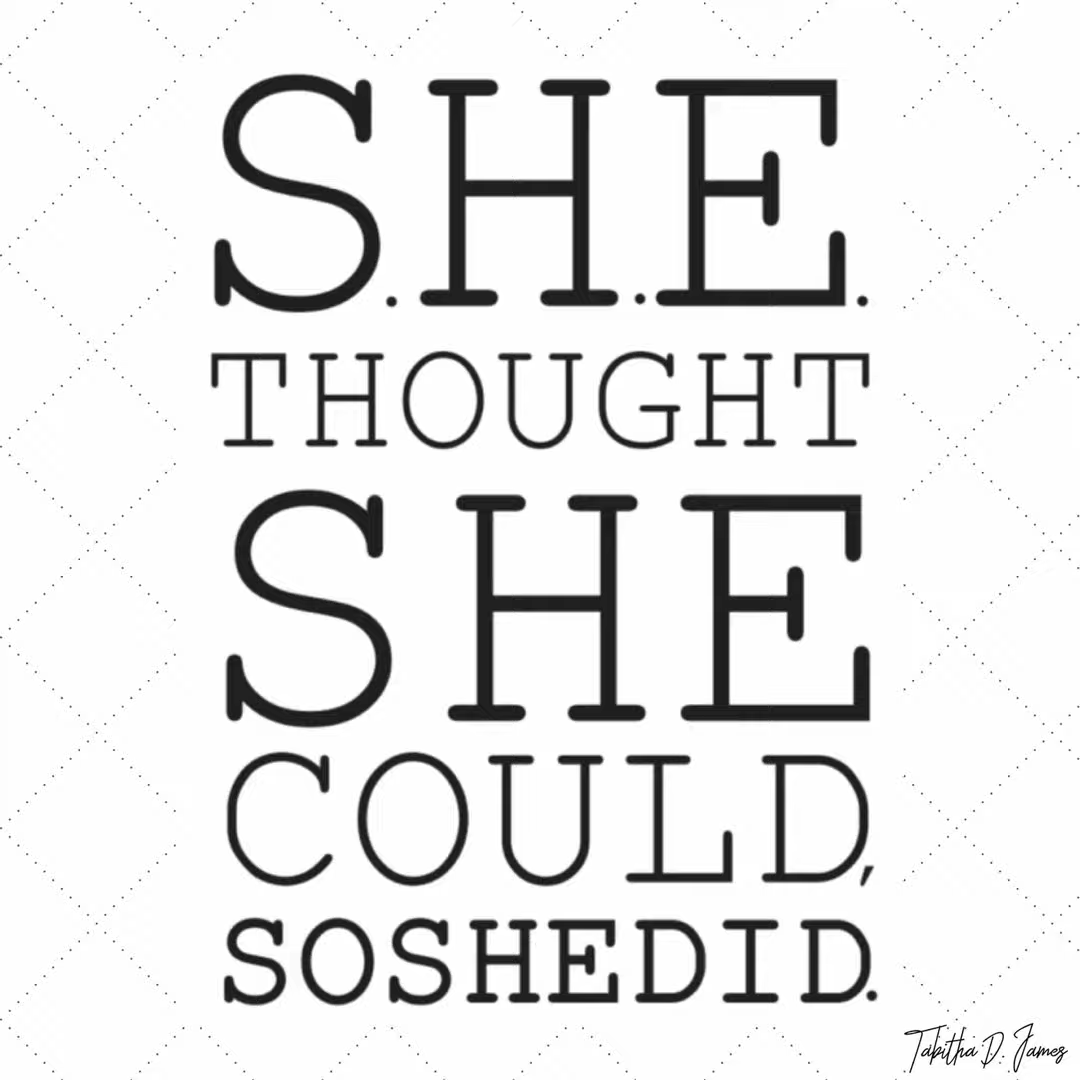 S.H.E.
THOUGHT
SHE
COULD,
SOSHEDID.
Tabitha D. James